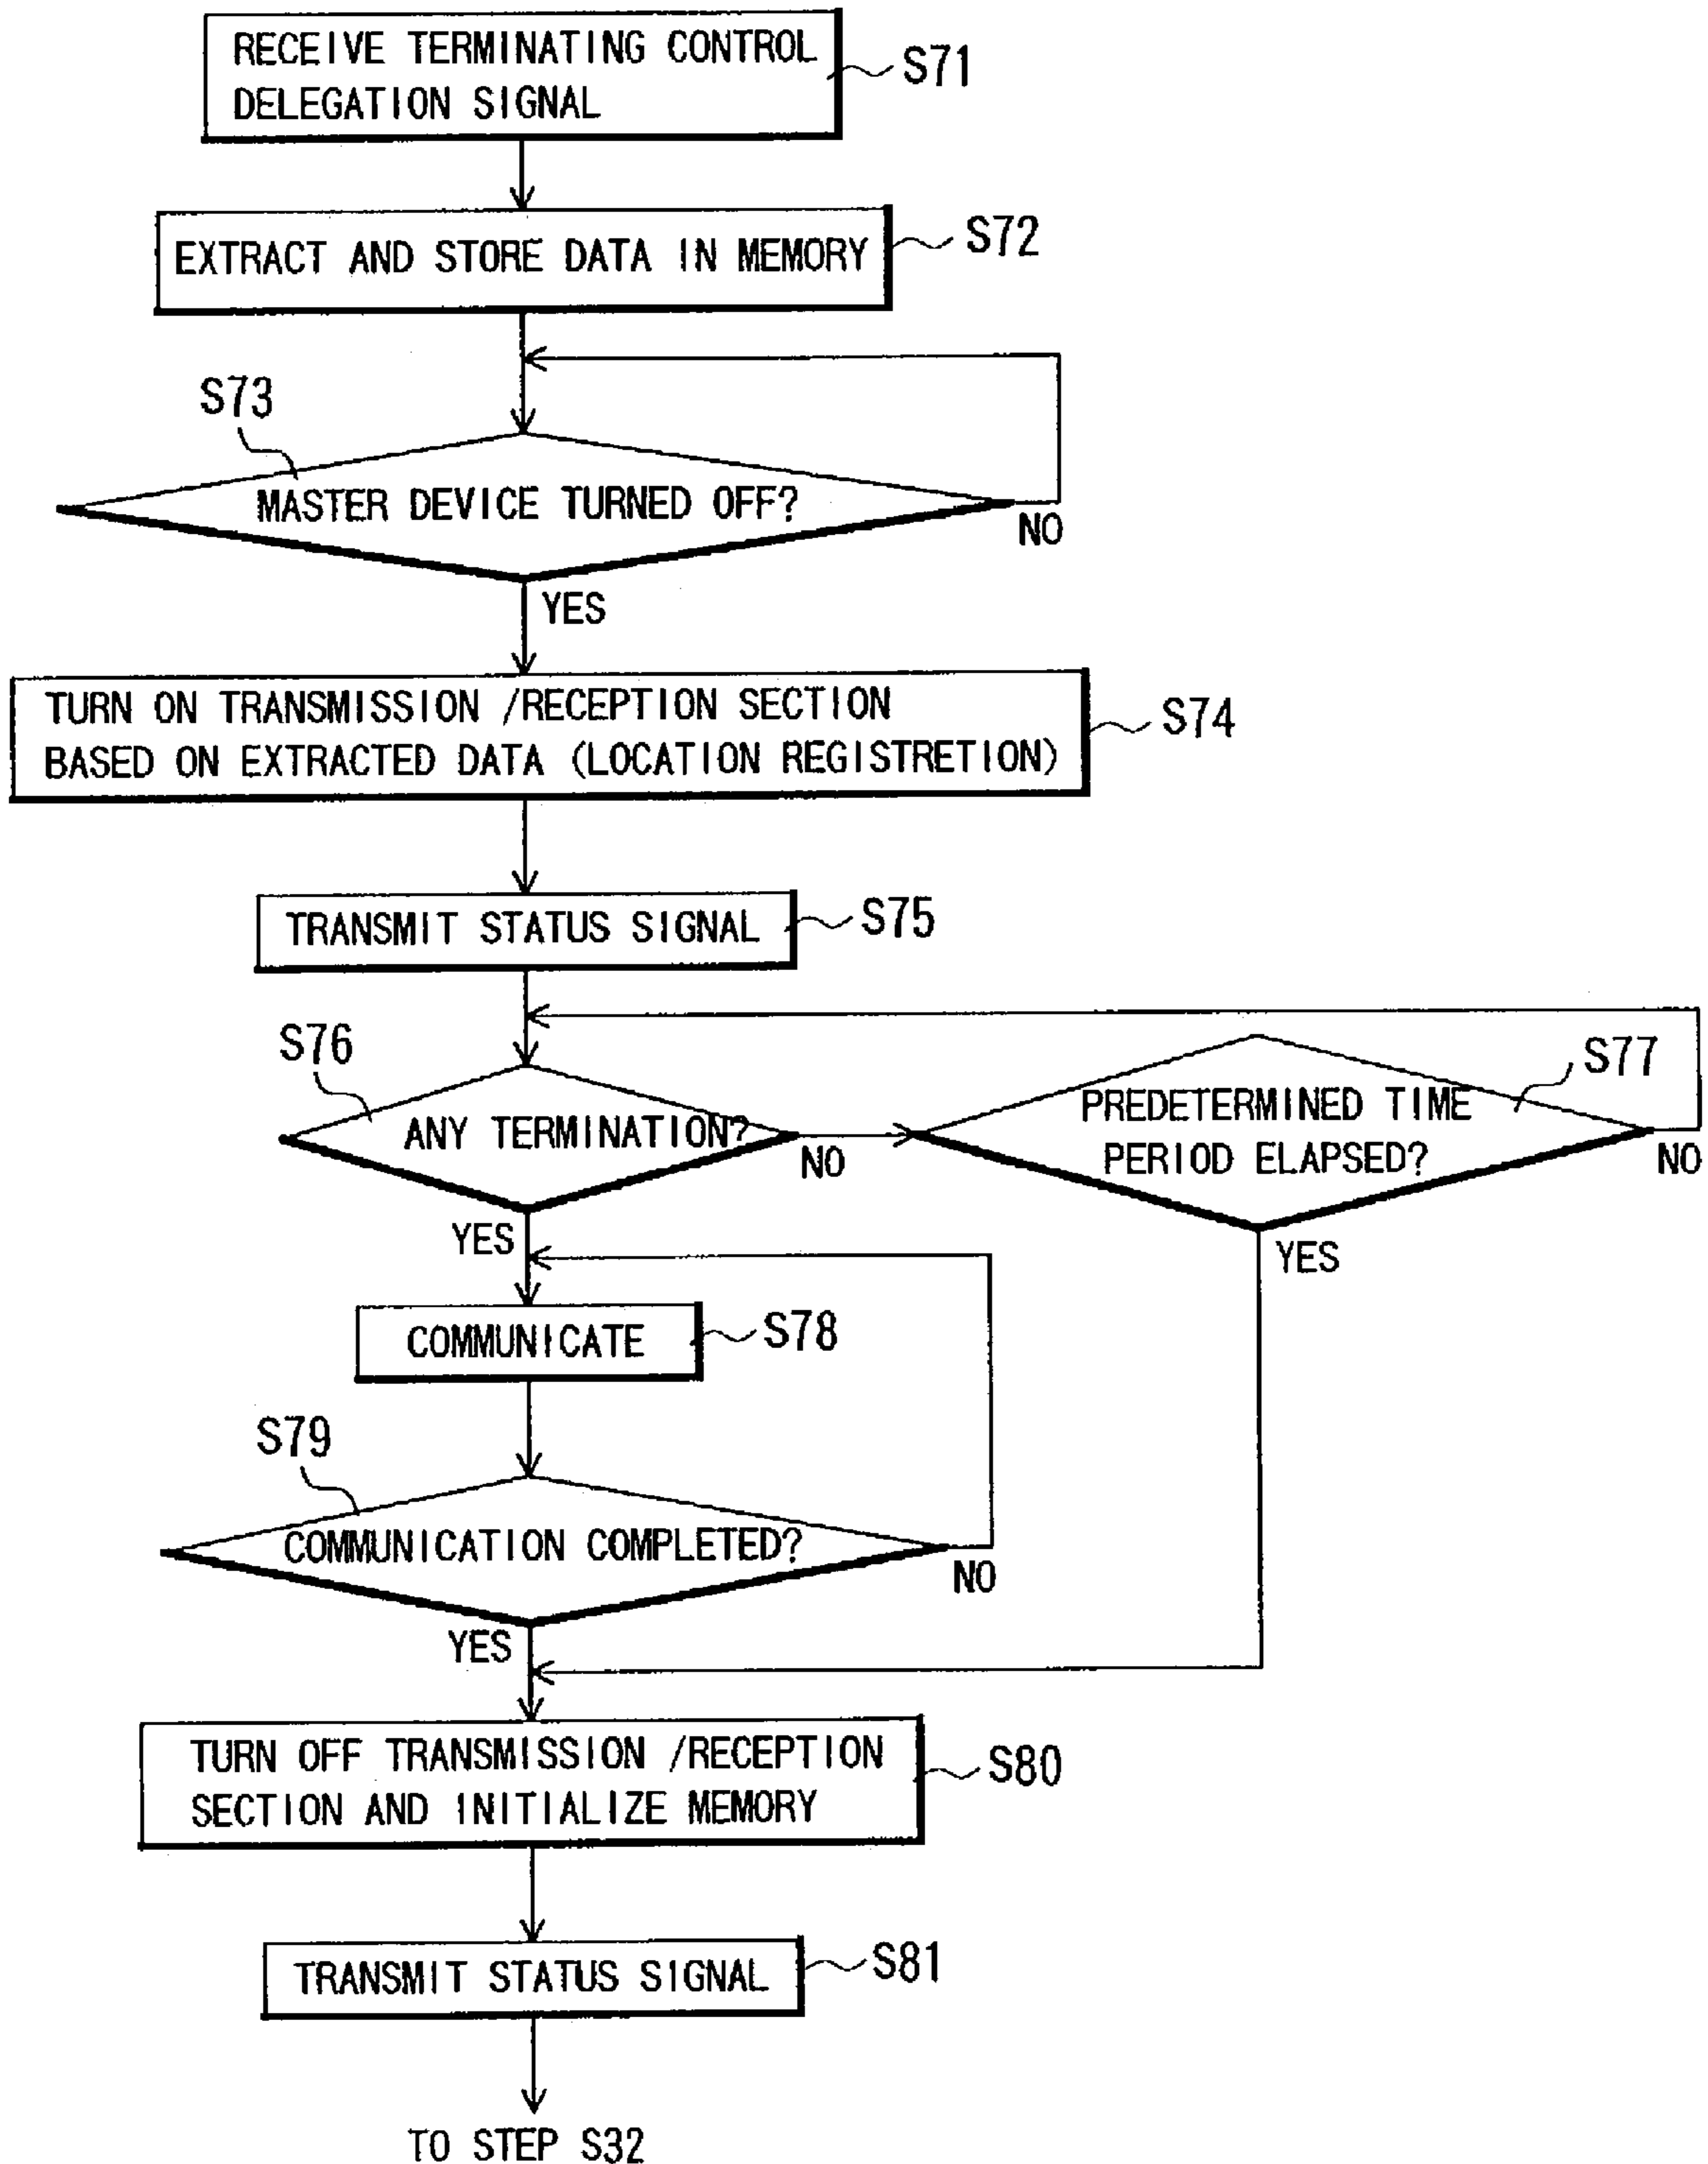 RECEIVE TERMINATING CONTROL
DELEGATION SIGNAL
S71
EXTRACT AND STORE DATA IN MEMORY
S72
S73
MASTER DEVICE TURNED OFF?
NO
YES
TURN ON TRANSMISSION /RECEPTION SECTION
BASED ON EXTRACTED DATA (LOCATION REGISTRETION)
S74
TRANSMIT STATUS SIGNAL
S75
S76
ANY TERMINATION?
NO
YES
S77
PREDETERMINED TIME
PERIOD ELAPSED?
NO
YES
COMMUNICATE
S78
S79
COMMUNICATION COMPLETED?
NO
YES
TURN OFF TRANSMISSION /RECEPTION
SECTION AND INITIALIZE MEMORY
S80
TRANSMIT STATUS SIGNAL
S81
TO STEP S32